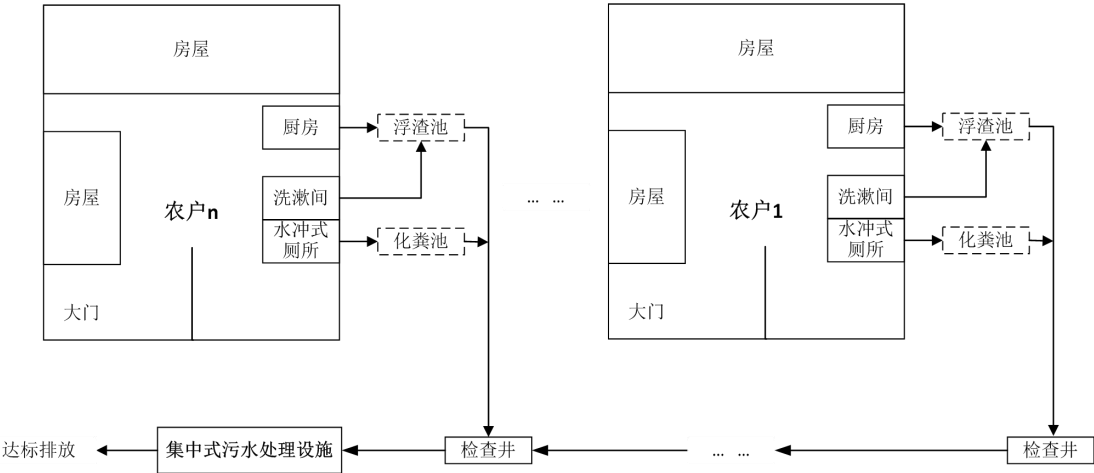 房屋
房屋
厨房
浮渣池
厨房
浮渣池
房屋
洗漱间
农户n
水冲式
厕所
化粪池
… …
房屋
洗漱间
农户1
水冲式
厕所
化粪池
大门
大门
达标排放
集中式污水处理设施
检查井
… …
检查井